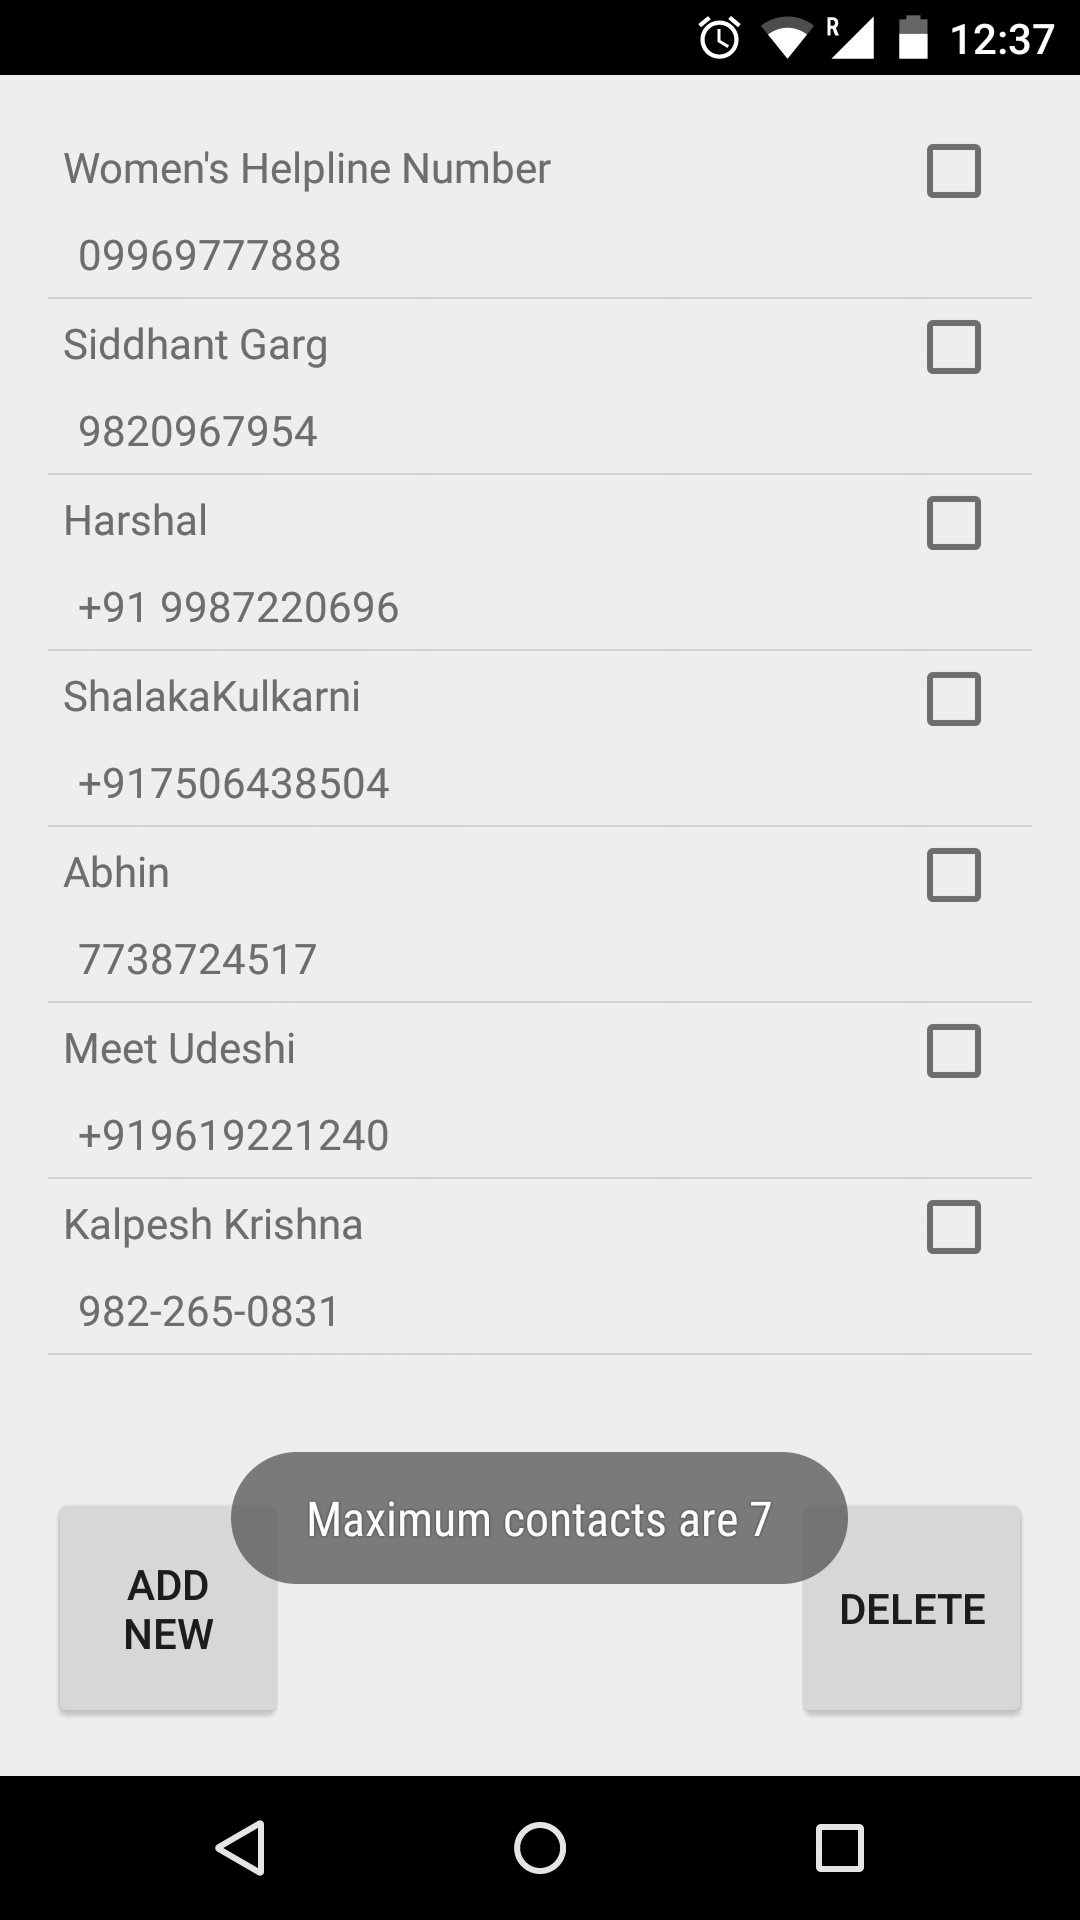 R 12:37
Women's Helpline Number
09969777888
Siddhant Garg
9820967954
Harshal
+91 9987220696
ShalakaKulkarni
+917506438504
Abhin
7738724517
Meet Udeshi
+919619221240
Kalpesh Krishna
982-265-0831
Maximum contacts are 7
ADD
NEW
DELETE